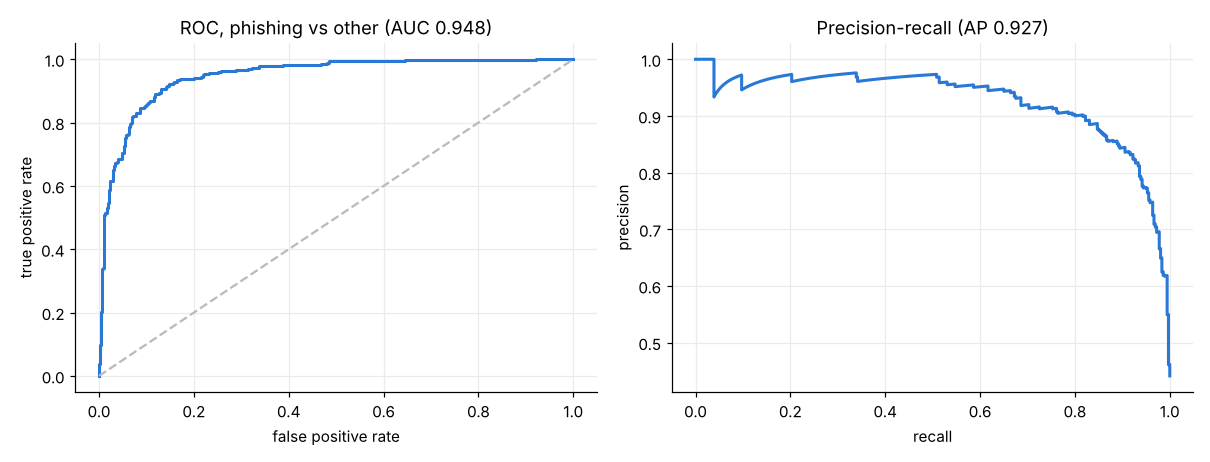 ROC, phishing vs other (AUC 0.948)
1.0
0.8
0.6
0.4
0.2
0.0
true positive rate
0.0 0.2 0.4 0.6 0.8 1.0
false positive rate
Precision-recall (AP 0.927)
1.0
0.9
0.8
0.7
0.6
0.5
precision
0.0 0.2 0.4 0.6 0.8 1.0
recall